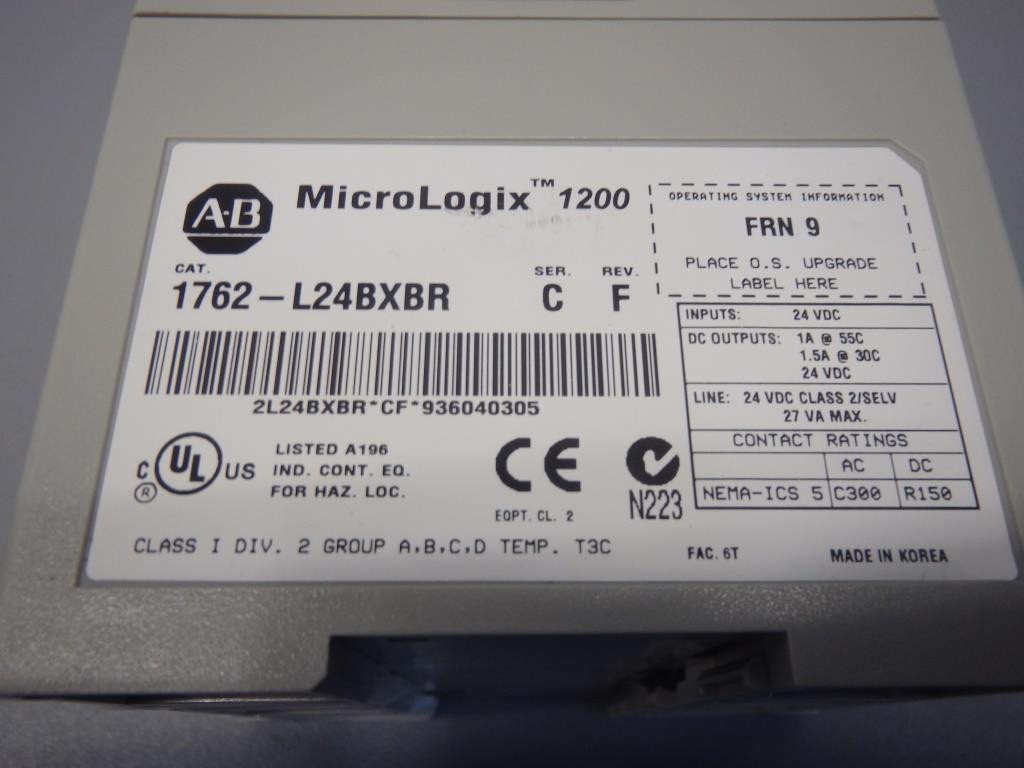 A-B
MicroLogix™ 1200
OPERATING SYSTEM INFORMATION
FRN 9
PLACE O.S. UPGRADE
LABEL HERE
CAT.
SER. REV.
1762-L24BXBR C F
2L24BXBR*CF*936040305
INPUTS: 24 VDC
DC OUTPUTS: 1A @ 55C
1.5A @ 30C
24 VDC
LINE: 24 VDC CLASS 2/SELV
27 VA MAX.
CONTACT RATINGS
AC DC
NEMA-ICS 5 C300 R150
C UL US
®
LISTED A196
IND. CONT. EQ.
FOR HAZ. LOC.
CE
EQPT. CL. 2
N223
CLASS I DIV. 2 GROUP A,B,C,D TEMP. T3C
FAC. 6T
MADE IN KOREA